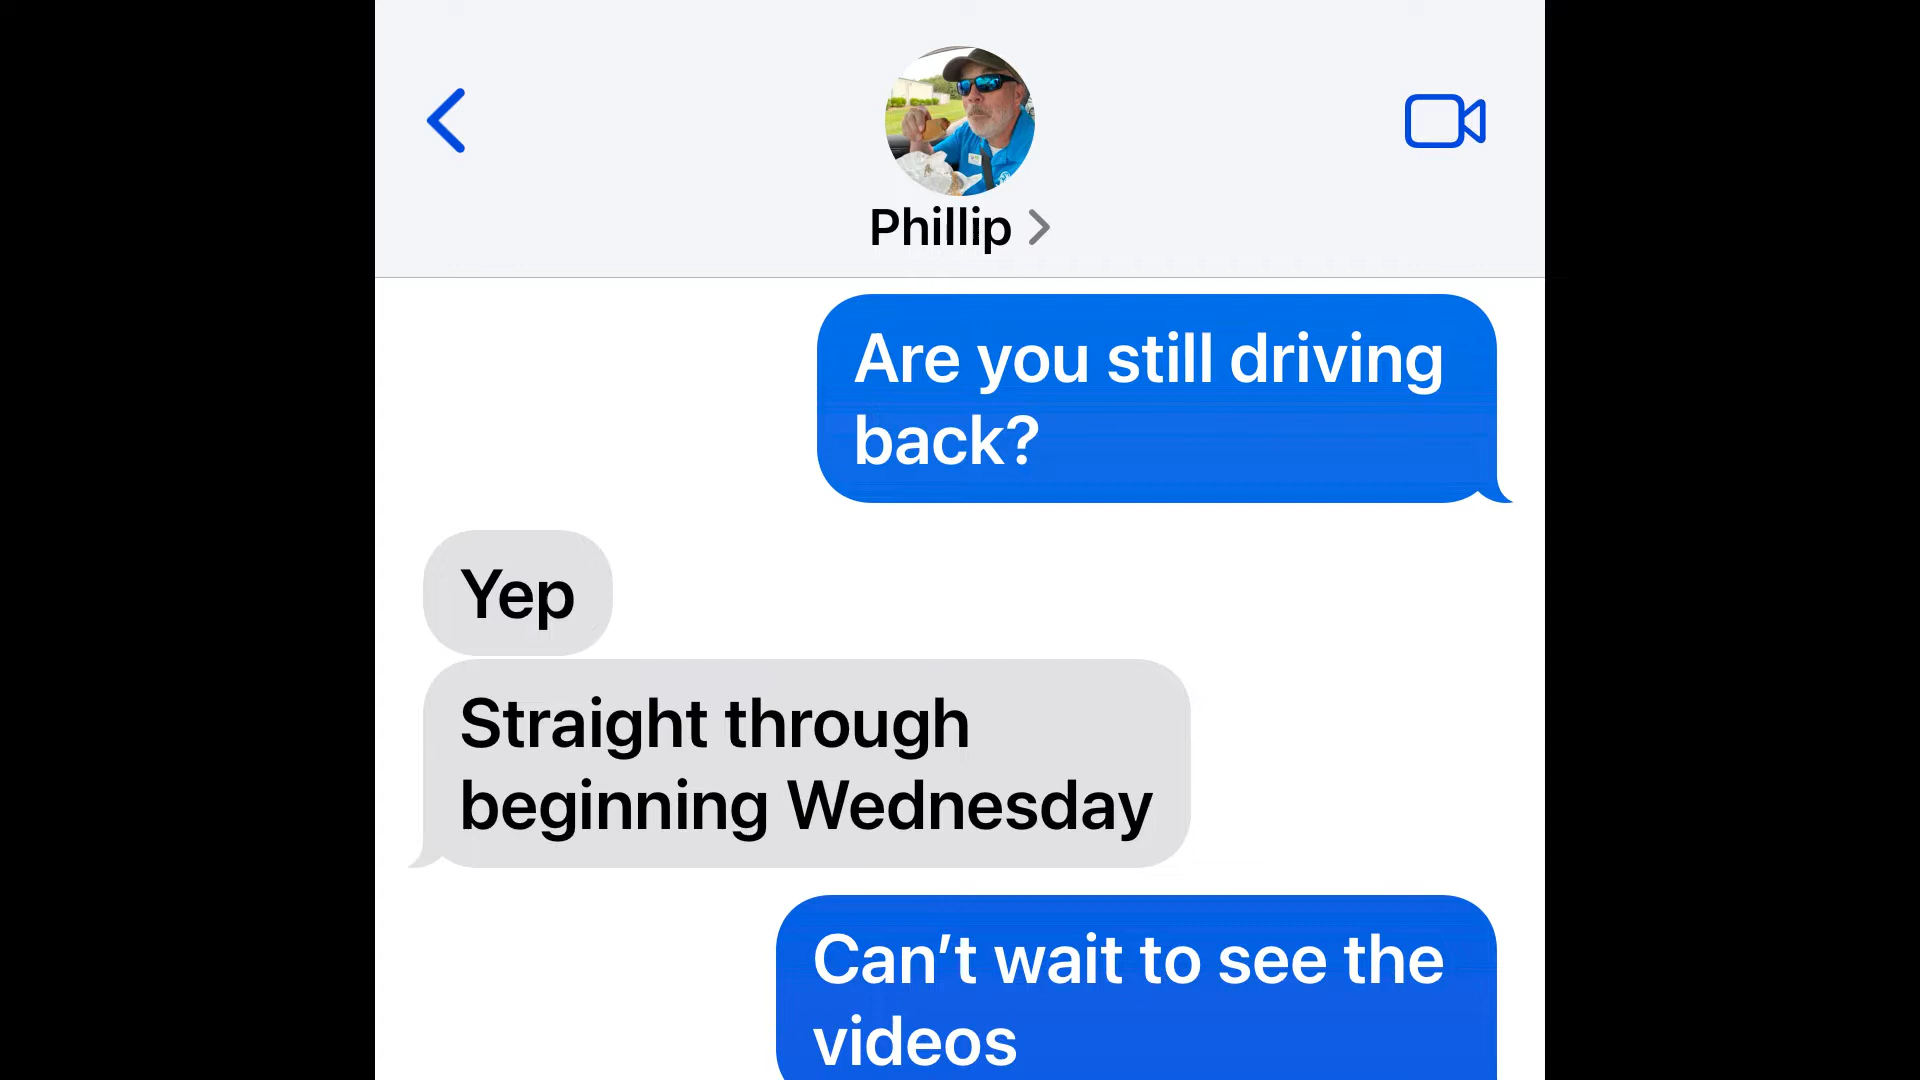 Phillip
Are you still driving
back?
Yep
Straight through
beginning Wednesday
Can’t wait to see the
videos